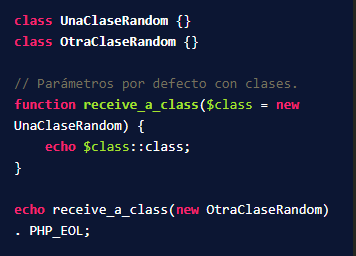 class UnaClaseRandom {}
class OtraClaseRandom {}
// Parámetros por defecto con clases.
function receive_a_class($class = new
UnaClaseRandom) {
    echo $class::class;
}
echo receive_a_class(new OtraClaseRandom)
. PHP_EOL;